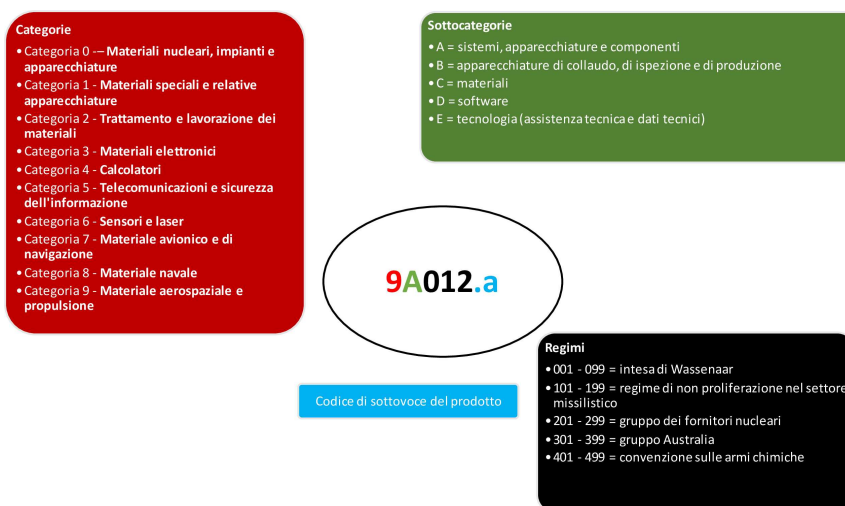 Categorie
• Categoria 0 -– Materiali nucleari, impianti e
apparecchiature
• Categoria 1 - Materiali speciali e relative
apparecchiature
• Categoria 2 - Trattamento e lavorazione dei
materiali
• Categoria 3 - Materiali elettronici
• Categoria 4 - Calcolatori
• Categoria 5 - Telecomunicazioni e sicurezza
dell'informazione
• Categoria 6 - Sensori e laser
• Categoria 7 - Materiale avionico e di
navigazione
• Categoria 8 - Materiale navale
• Categoria 9 - Materiale aerospaziale e
propulsione
Sottocategorie
• A = sistemi, apparecchiature e componenti
• B = apparecchiature di collaudo, di ispezione e di produzione
• C = materiali
• D = software
• E = tecnologia (assistenza tecnica e dati tecnici)
9A012.a
Codice di sottovoce del prodotto
Regimi
• 001 - 099 = intesa di Wassenaar
• 101 - 199 = regime di non proliferazione nel settore
missilistico
• 201 - 299 = gruppo dei fornitori nucleari
• 301 - 399 = gruppo Australia
• 401 - 499 = convenzione sulle armi chimiche